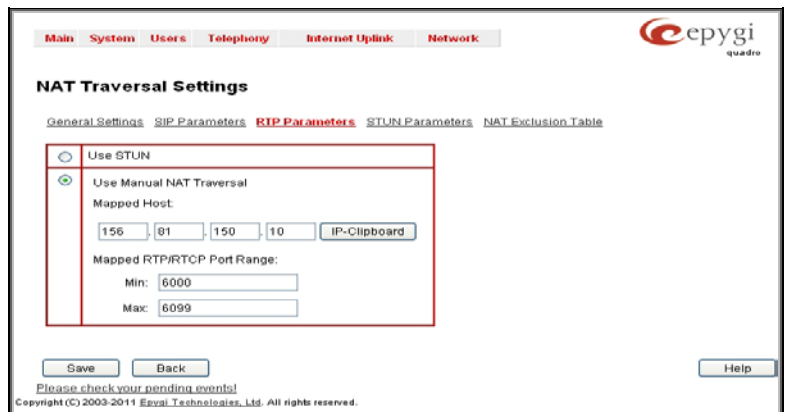 Main System Users Telephony Internet Uplink Network
epygi
quadro
NAT Traversal Settings
General Settings SIP Parameters RTP Parameters STUN Parameters NAT Exclusion Table
Use STUN
Use Manual NAT Traversal
Mapped Host:
156 . 81 . 150 . 10 IP-Clipboard
Mapped RTP/RTCP Port Range:
Min: 6000
Max: 6099
Save Back Help
Please check your pending events!
Copyright (C) 2003-2011 Epygi Technologies, Ltd. All rights reserved.